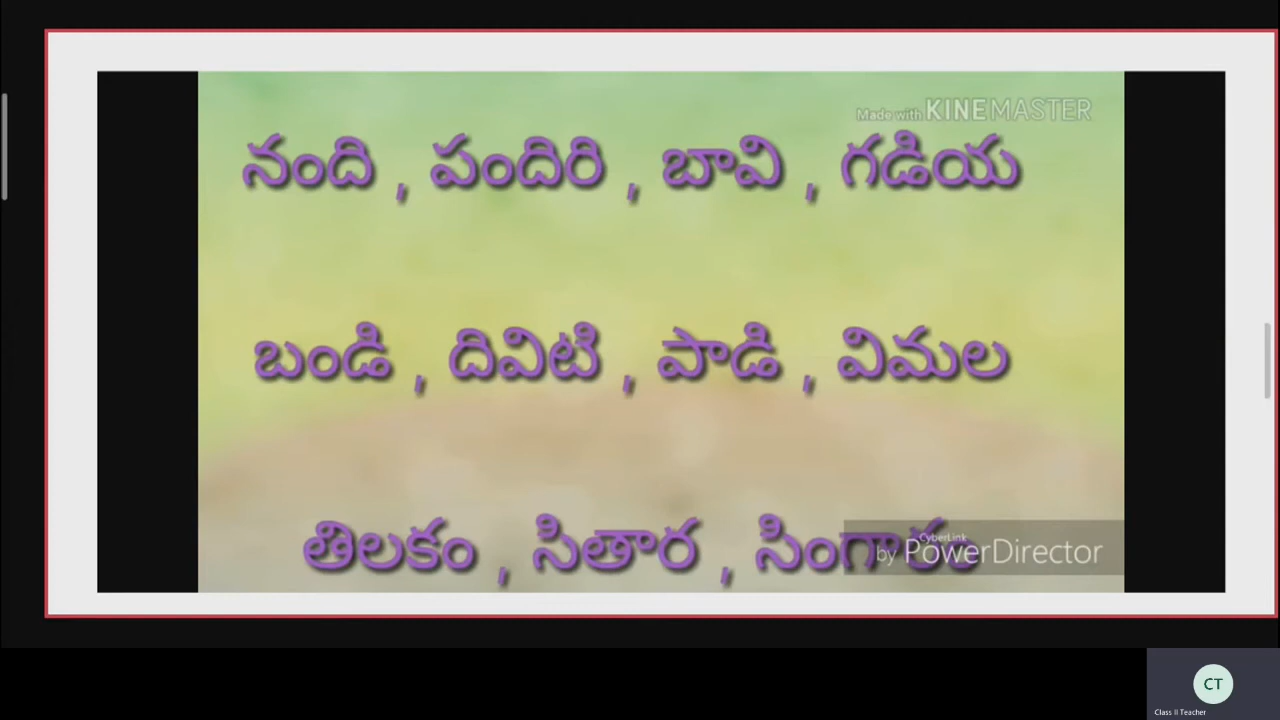 Made with KINEMASTER
నంది , పందిరి , బావి , గడియ
బండి , దివిటి , పాడి , విమల
తిలకం , సితార , సింగారం
CyberLink
by PowerDirector
CT
Class II Teacher